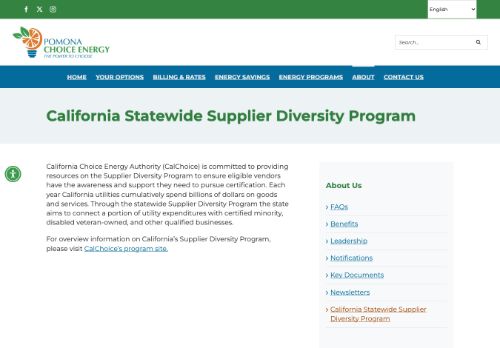 English
POMONA
CHOICE ENERGY
THE POWER TO CHOOSE
Search...
HOME YOUR OPTIONS BILLING & RATES ENERGY SAVINGS ENERGY PROGRAMS ABOUT CONTACT US
California Statewide Supplier Diversity Program
California Choice Energy Authority (CalChoice) is committed to providing
resources on the Supplier Diversity Program to ensure eligible vendors
have the awareness and support they need to pursue certification. Each
year California utilities cumulatively spend billions of dollars on goods
and services. Through the statewide Supplier Diversity Program the state
aims to connect a portion of utility expenditures with certified minority,
disabled veteran-owned, and other qualified businesses.
For overview information on California's Supplier Diversity Program,
please visit CalChoice's program site.
About Us
FAQs
Benefits
Leadership
Notifications
Key Documents
Newsletters
California Statewide Supplier
Diversity Program